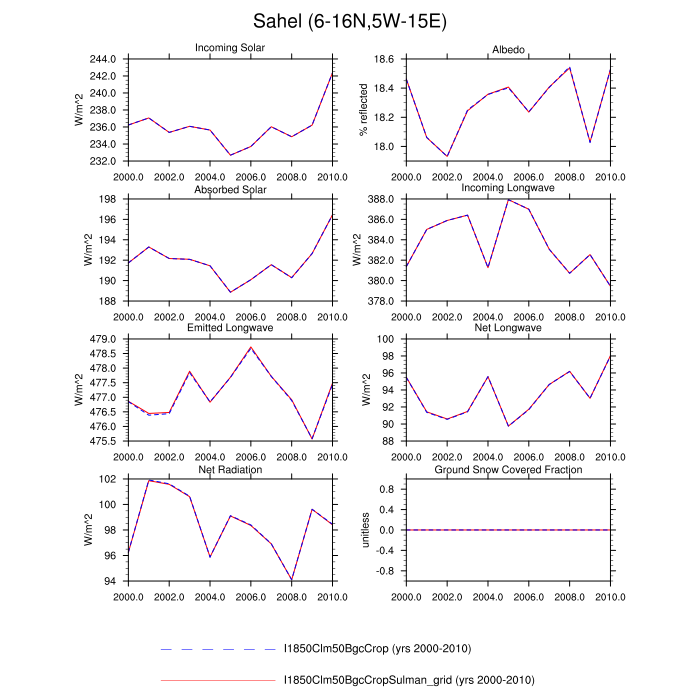 Sahel (6-16N,5W-15E)
Incoming Solar
W/m^2
244.0
242.0
240.0
238.0
236.0
234.0
232.0
2000.0 2002.0 2004.0 2006.0 2008.0 2010.0
Albedo
% reflected
18.6
18.4
18.2
18.0
2000.0 2002.0 2004.0 2006.0 2008.0 2010.0
Absorbed Solar
W/m^2
198
196
194
192
190
188
2000.0 2002.0 2004.0 2006.0 2008.0 2010.0
Incoming Longwave
W/m^2
388.0
386.0
384.0
382.0
380.0
378.0
2000.0 2002.0 2004.0 2006.0 2008.0 2010.0
Emitted Longwave
W/m^2
479.0
478.5
478.0
477.5
477.0
476.5
476.0
475.5
2000.0 2002.0 2004.0 2006.0 2008.0 2010.0
Net Longwave
W/m^2
100
98
96
94
92
90
88
2000.0 2002.0 2004.0 2006.0 2008.0 2010.0
Net Radiation
W/m^2
102
100
98
96
94
2000.0 2002.0 2004.0 2006.0 2008.0 2010.0
Ground Snow Covered Fraction
unitless
0.8
0.4
0.0
-0.4
-0.8
2000.0 2002.0 2004.0 2006.0 2008.0 2010.0
I1850Clm50BgcCrop (yrs 2000-2010)
I1850Clm50BgcCropSulman_grid (yrs 2000-2010)